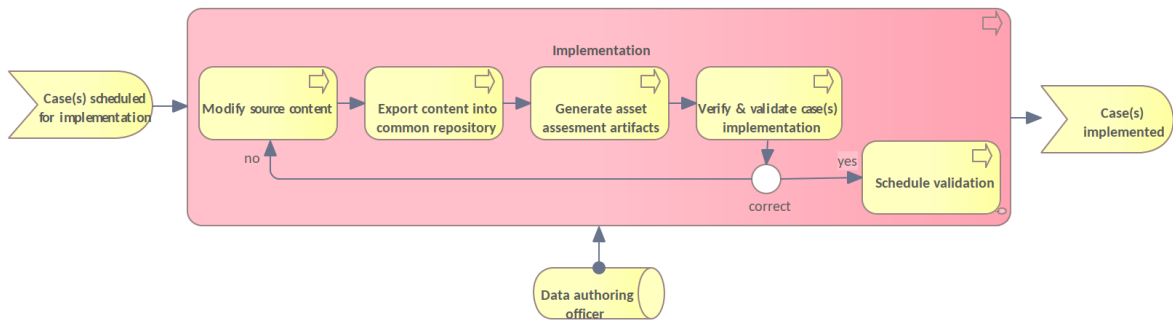 Implementation
Case(s) scheduled
for implementation
Modify source content
Export content into
common repository
Generate asset
assesment artifacts
Verify & validate case(s)
implementation
Case(s)
implemented
no
yes
Schedule validation
correct
Data authoring
officer